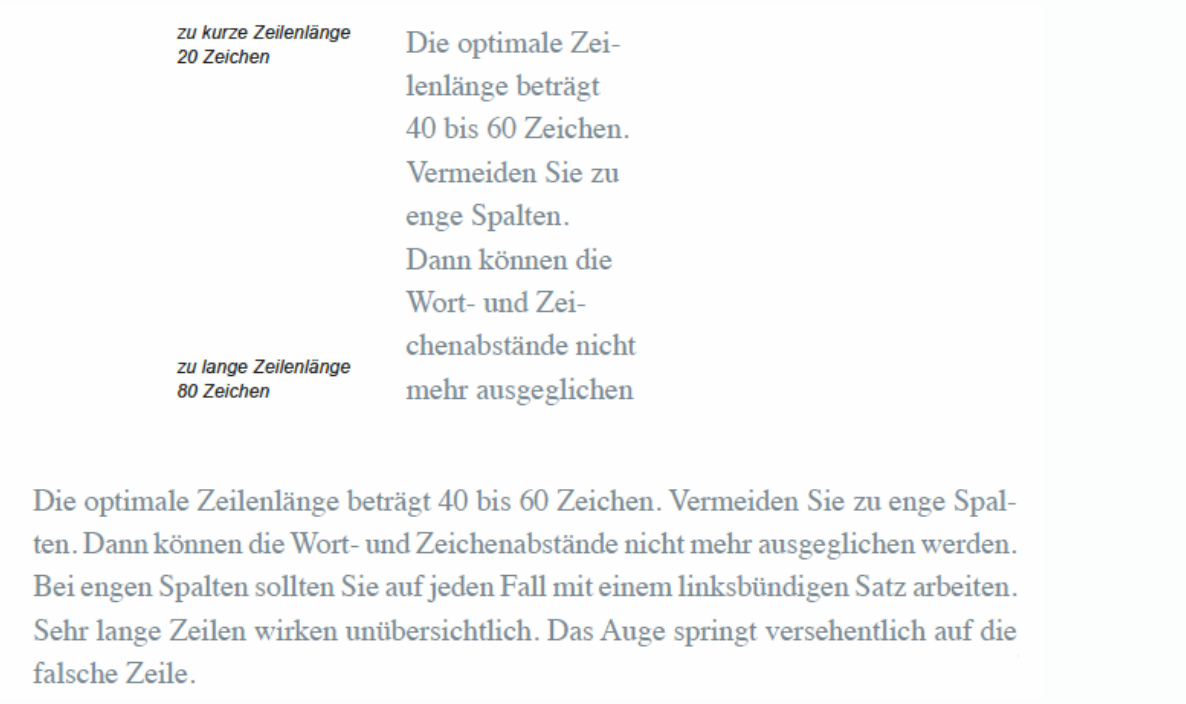 zu kurze Zeilenlänge
20 Zeichen
Die optimale Zei-
lenlänge beträgt
40 bis 60 Zeichen.
Vermeiden Sie zu
enge Spalten.
Dann können die
Wort- und Zei-
chenabstände nicht
mehr ausgeglichen
zu lange Zeilenlänge
80 Zeichen
Die optimale Zeilenlänge beträgt 40 bis 60 Zeichen. Vermeiden Sie zu enge Spal-
ten. Dann können die Wort- und Zeichenabstände nicht mehr ausgeglichen werden.
Bei engen Spalten sollten Sie auf jeden Fall mit einem linksbündigen Satz arbeiten.
Sehr lange Zeilen wirken unübersichtlich. Das Auge springt versehentlich auf die
falsche Zeile.